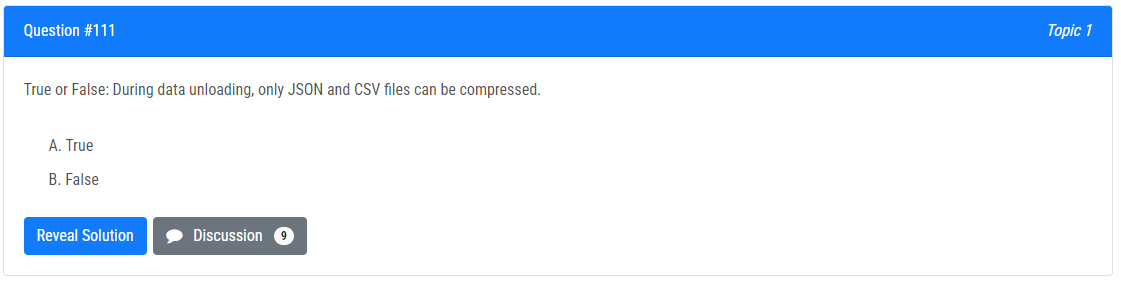 Question #111
Topic 1
True or False: During data unloading, only JSON and CSV files can be compressed.
A. True
B. False
Reveal Solution
Discussion 9